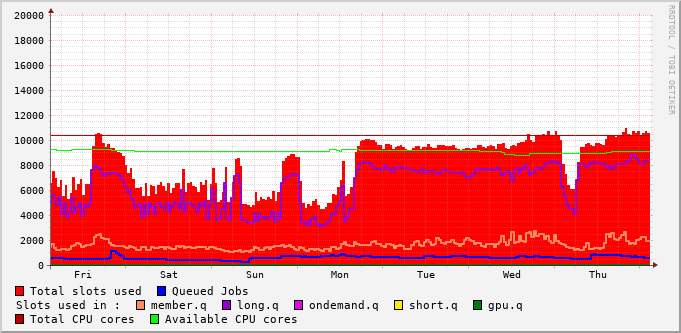 RRDTOOL / TOBI OETIKER
20000
18000
16000
14000
12000
10000
8000
6000
4000
2000
0
Fri Sat Sun Mon Tue Wed Thu
Total slots used Queued Jobs
Slots used in : member.q long.q ondemand.q short.q gpu.q
Total CPU cores Available CPU cores